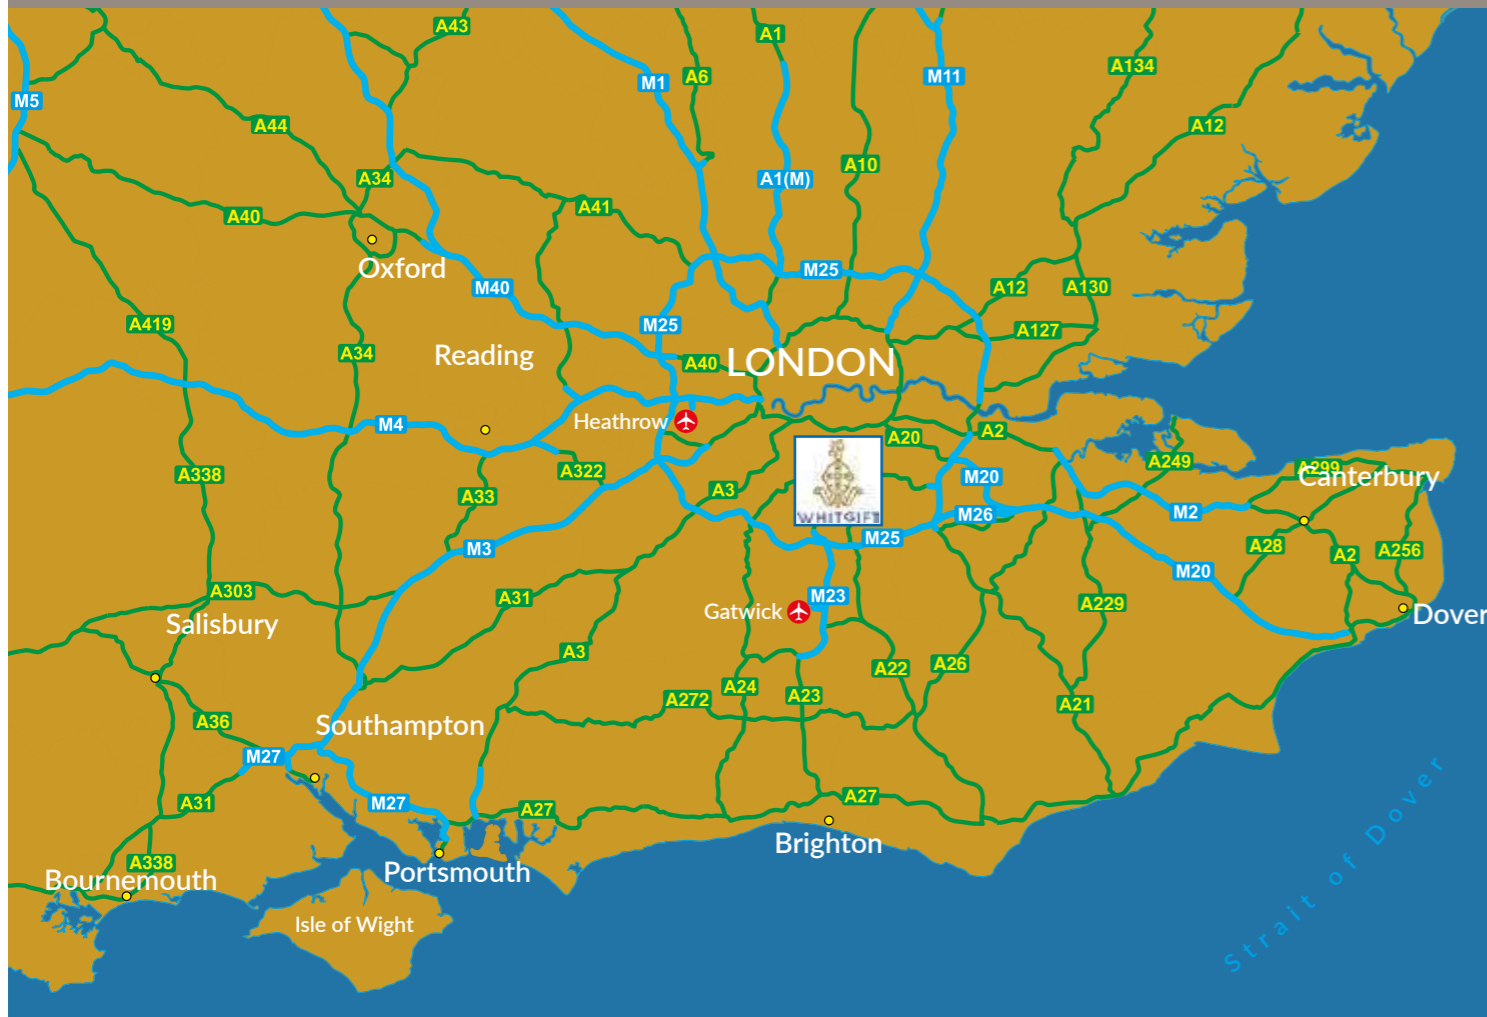 A43
A1
A6
M1
M11
A134
M5
A44
A12
A10
A34
A1(M)
A41
A40
Oxford
M25
M40
A12
A130
A419
M25
A127
A34
Reading
A40
LONDON
Heathrow
M4
A20
A2
A338
A322
A249
A299
Canterbury
M20
A33
A3
WHITGIFT
M26
M2
M3
M25
A28
A2
A256
M20
A303
A31
M23
A229
Gatwick
Dover
Salisbury
A3
A22
A26
A24
A23
A272
A21
A36
Southampton
M27
M27
A31
A27
A27
Brighton
A338
Bournemouth
Portsmouth
Isle of Wight
Strait of Dover